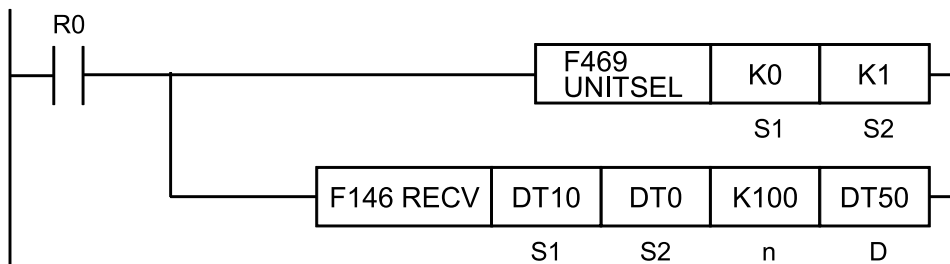 R0
F469
UNITSEL K0 K1
S1 S2
F146 RECV DT10 DT0 K100 DT50
S1 S2 n D